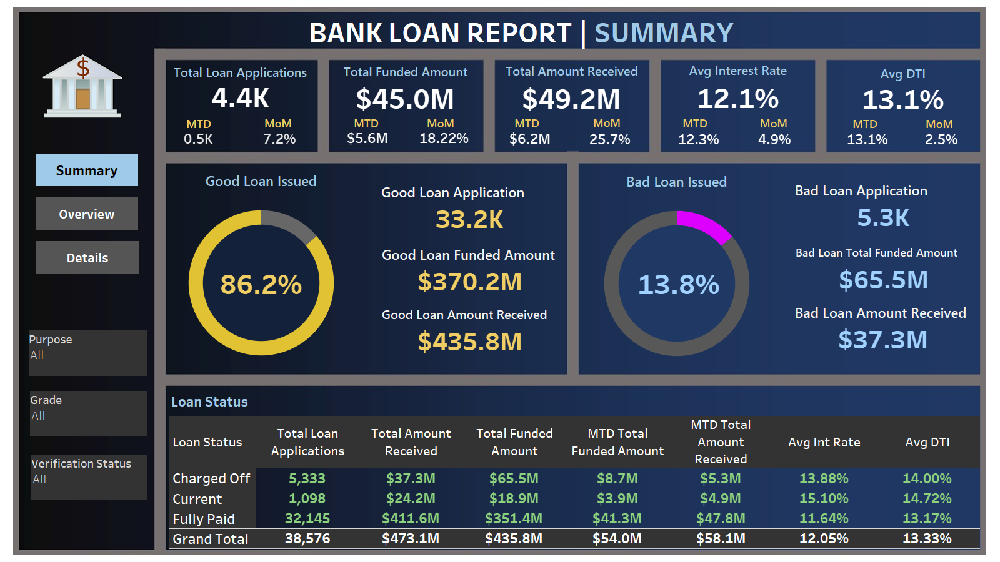 BANK LOAN REPORT | SUMMARY
$
Summary
Overview
Details
Purpose
All
Grade
All
Verification Status
All
Total Loan Applications
4.4K
MTD MoM
0.5K 7.2%
Total Funded Amount
$45.0M
MTD MoM
$5.6M 18.22%
Total Amount Received
$49.2M
MTD MoM
$6.2M 25.7%
Avg Interest Rate
12.1%
MTD MoM
12.3% 4.9%
Avg DTI
13.1%
MTD MoM
13.1% 2.5%
Good Loan Issued
86.2%
Good Loan Application
33.2K
Good Loan Funded Amount
$370.2M
Good Loan Amount Received
$435.8M
Bad Loan Issued
13.8%
Bad Loan Application
5.3K
Bad Loan Total Funded Amount
$65.5M
Bad Loan Amount Received
$37.3M
Loan Status
Loan Status Total Loan Applications Total Amount Received Total Funded Amount MTD Total Funded Amount MTD Total Amount Received Avg Int Rate Avg DTI
Charged Off 5,333 $37.3M $65.5M $8.7M $5.3M 13.88% 14.00%
Current 1,098 $24.2M $18.9M $3.9M $4.9M 15.10% 14.72%
Fully Paid 32,145 $411.6M $351.4M $41.3M $47.8M 11.64% 13.17%
Grand Total 38,576 $473.1M $435.8M $54.0M $58.1M 12.05% 13.33%